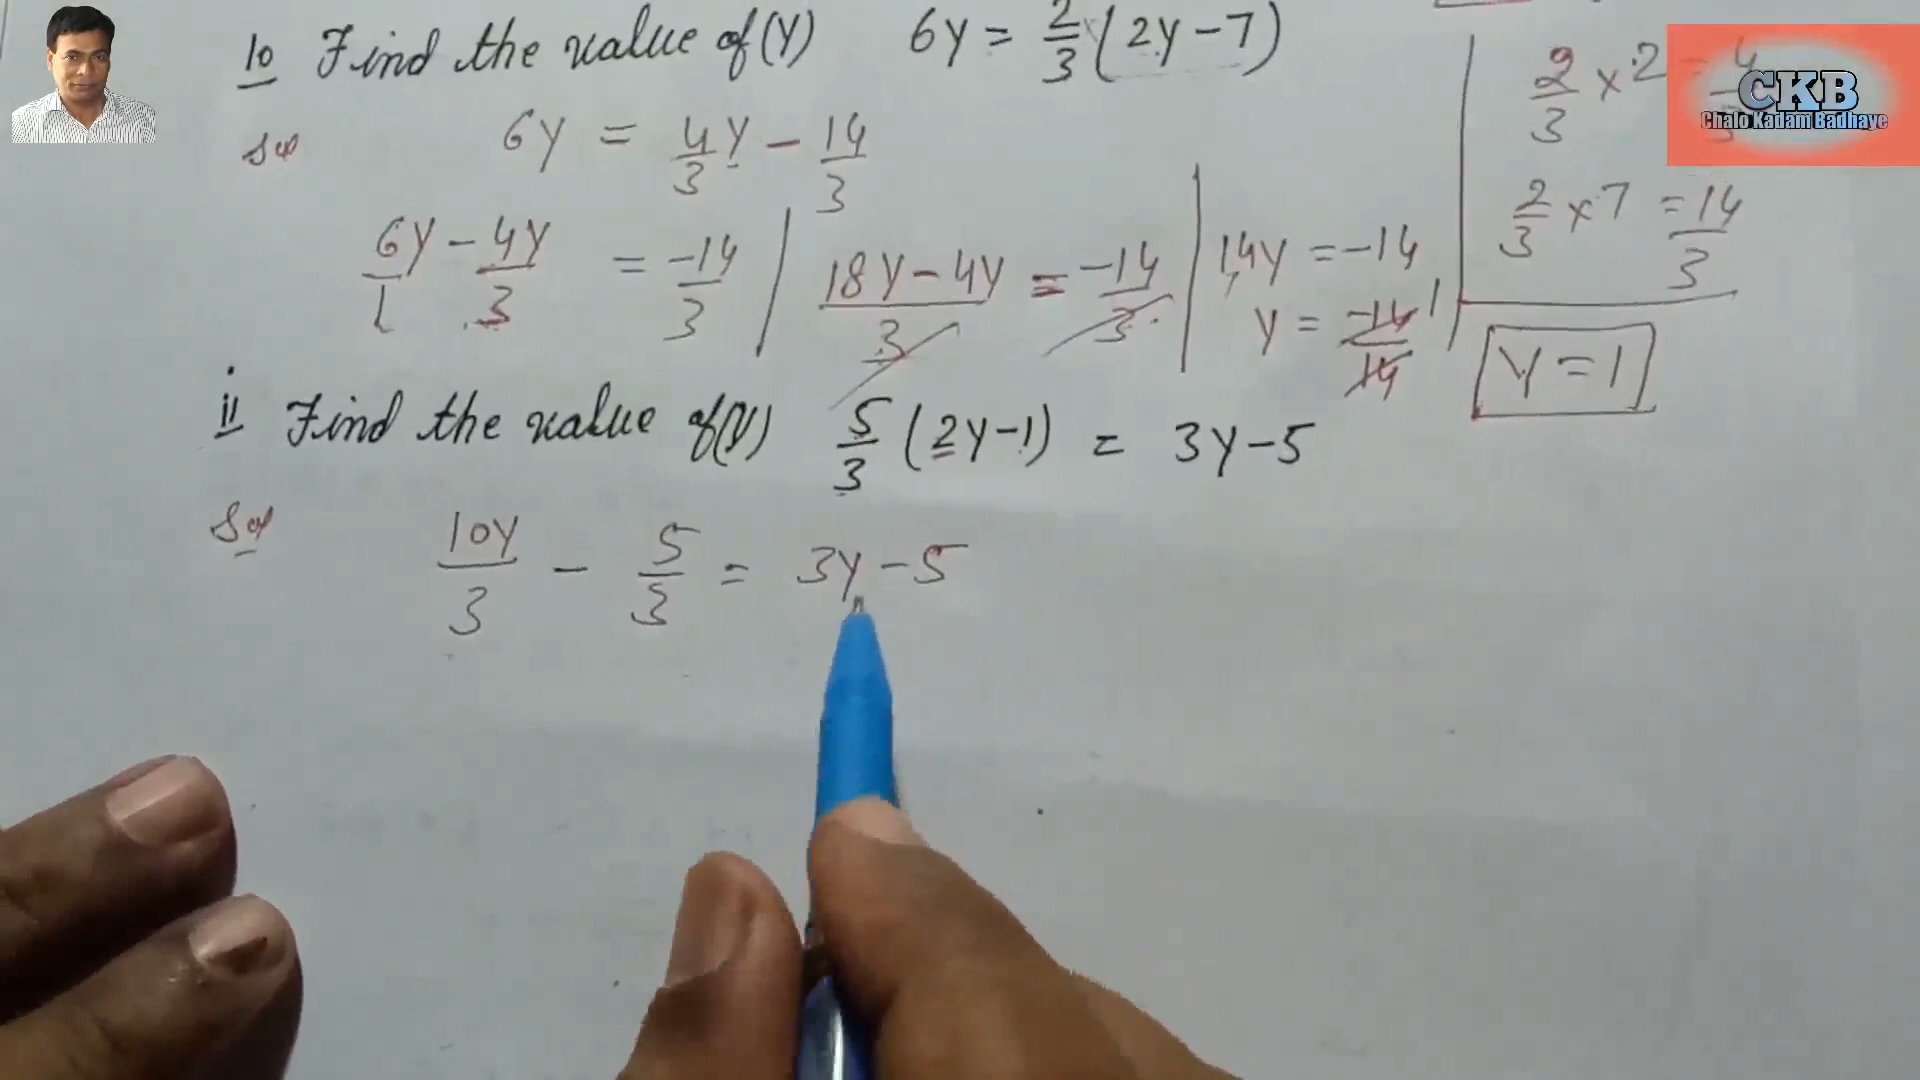 10 Find the value of (Y) 6Y = 2/3 (2Y - 7)
Sol 6Y = 4Y/3 - 14/3
6Y/1 - 4Y/3 = -14/3
18Y - 4Y/3 = -14/3
14Y = -14
Y = -14/14 1
2/3 x 2 = 4/3
2/3 x 7 = 14/3
Y = 1
CKB
Chalo Kadam Badhaye
11 Find the value of (Y) 5/3 (2Y - 1) = 3Y - 5
Sol 10Y/3 - 5/3 = 3Y - 5